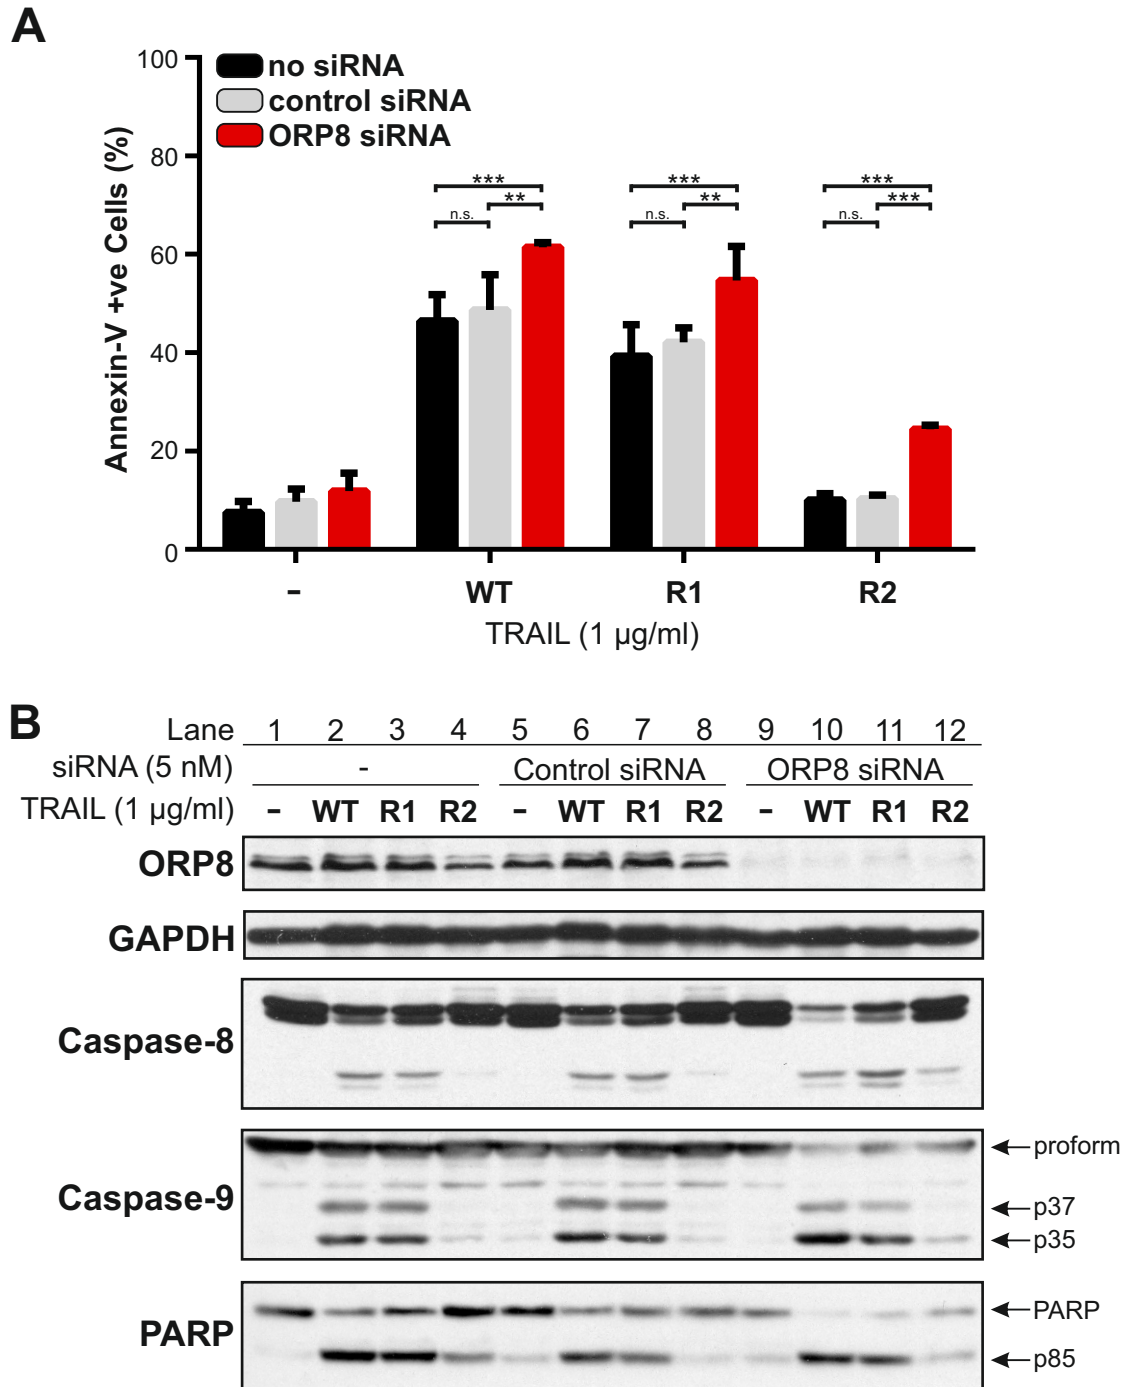 A
100
80
60
40
20
0
Annexin-V +ve Cells (%)
no siRNA
control siRNA
ORP8 siRNA
*** *** ***
** ** ***
n.s. n.s. n.s.
- WT R1 R2
TRAIL (1 µg/ml)
B
Lane 1 2 3 4 5 6 7 8 9 10 11 12
siRNA (5 nM) - Control siRNA ORP8 siRNA
TRAIL (1 µg/ml) - WT R1 R2 - WT R1 R2 - WT R1 R2
ORP8
GAPDH
Caspase-8
Caspase-9
proform
p37
p35
PARP
PARP
p85